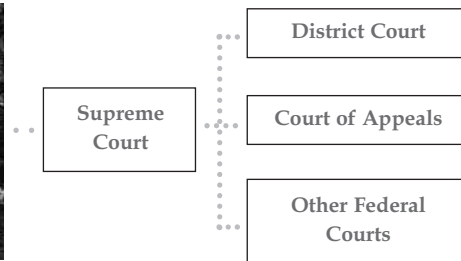 District Court
Supreme
Court
Court of Appeals
Other Federal
Courts